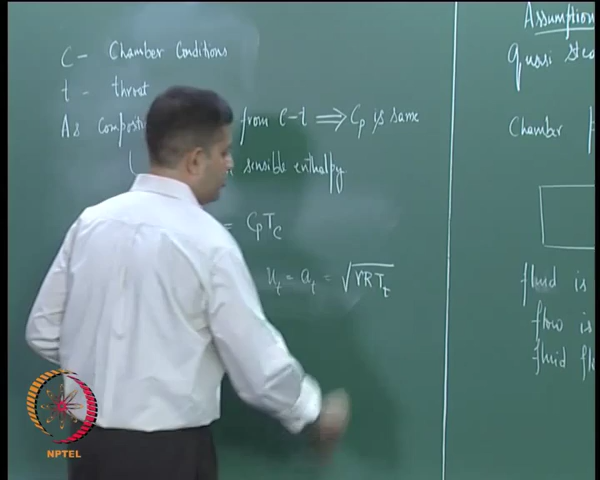 C - Chamber Conditions
t - throat
As from C-t ⟹ Cp is same
sensible enthalpy
= CpTc
ut = at = √γRTt
Assumption
quasi
Chamber
fluid is
flow is
fluid
NPTEL